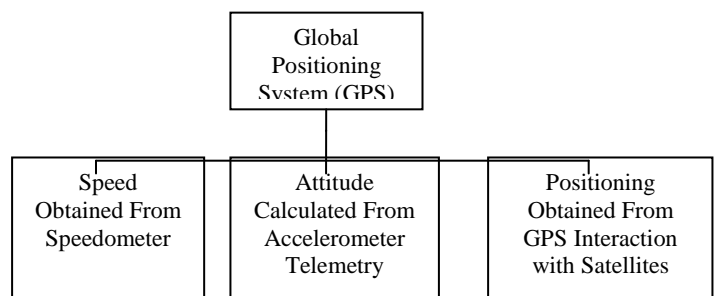 Global
Positioning
System (GPS)
Speed
Obtained From
Speedometer
Attitude
Calculated From
Accelerometer
Telemetry
Positioning
Obtained From
GPS Interaction
with Satellites